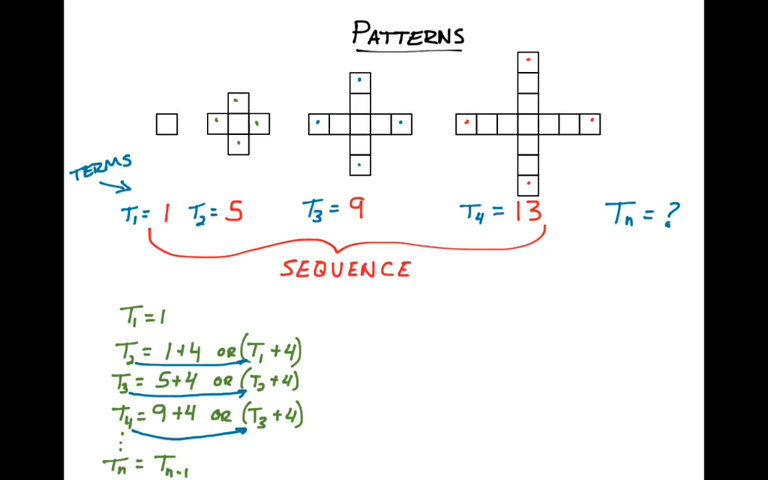 PATTERNS
TERMS
T₁ = 1 T₂ = 5 T₃ = 9 T₄ = 13 Tₙ = ?
SEQUENCE
T₁ = 1
T₂ = 1+4 OR (T₁ + 4)
T₃ = 5+4 OR (T₂ + 4)
T₄ = 9+4 OR (T₃ + 4)
⋮
Tₙ = Tₙ₋₁